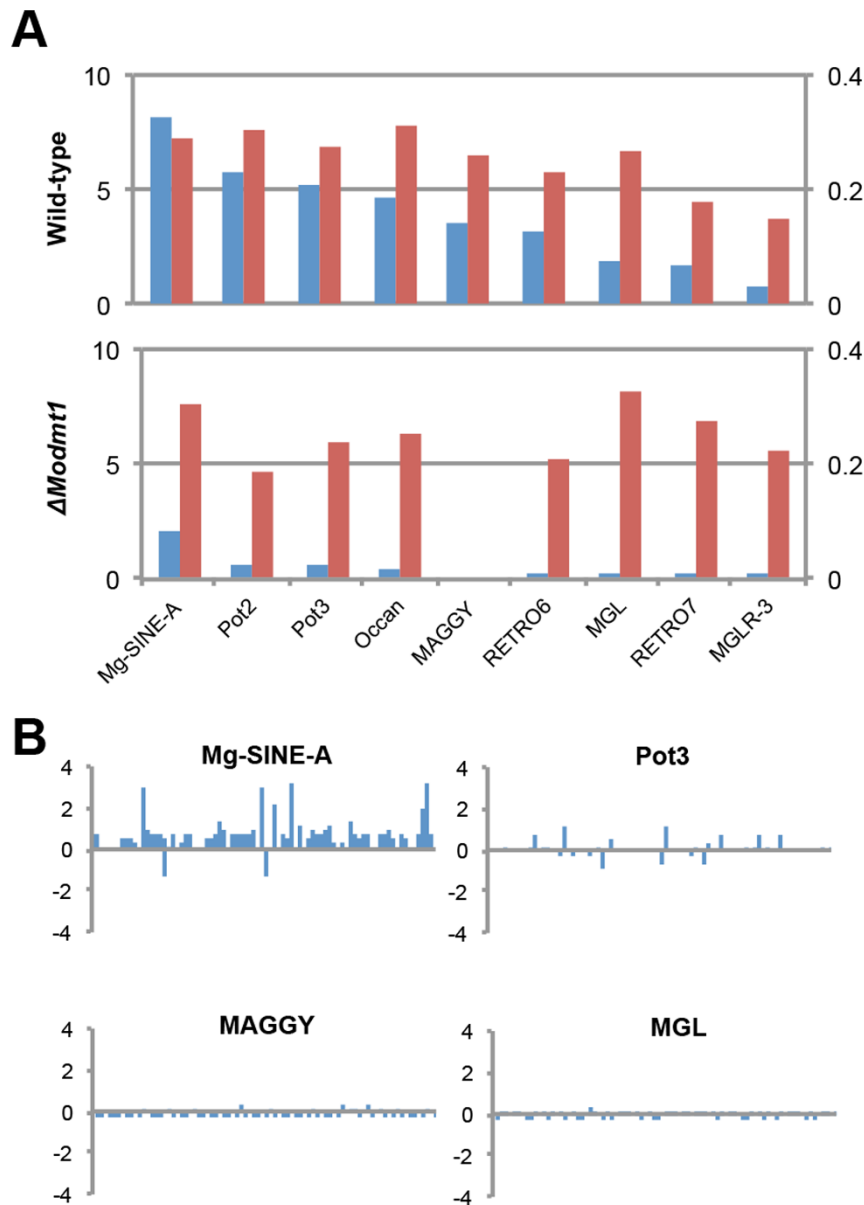 A
Wild-type
10
5
0
0.4
0.2
0
ΔModmt1
10
5
0
0.4
0.2
0
Mg-SINE-A
Pot2
Pot3
Occan
MAGGY
RETRO6
MGL
RETRO7
MGLR-3
B
Mg-SINE-A
4
2
0
-2
-4
Pot3
4
2
0
-2
-4
MAGGY
4
2
0
-2
-4
MGL
4
2
0
-2
-4